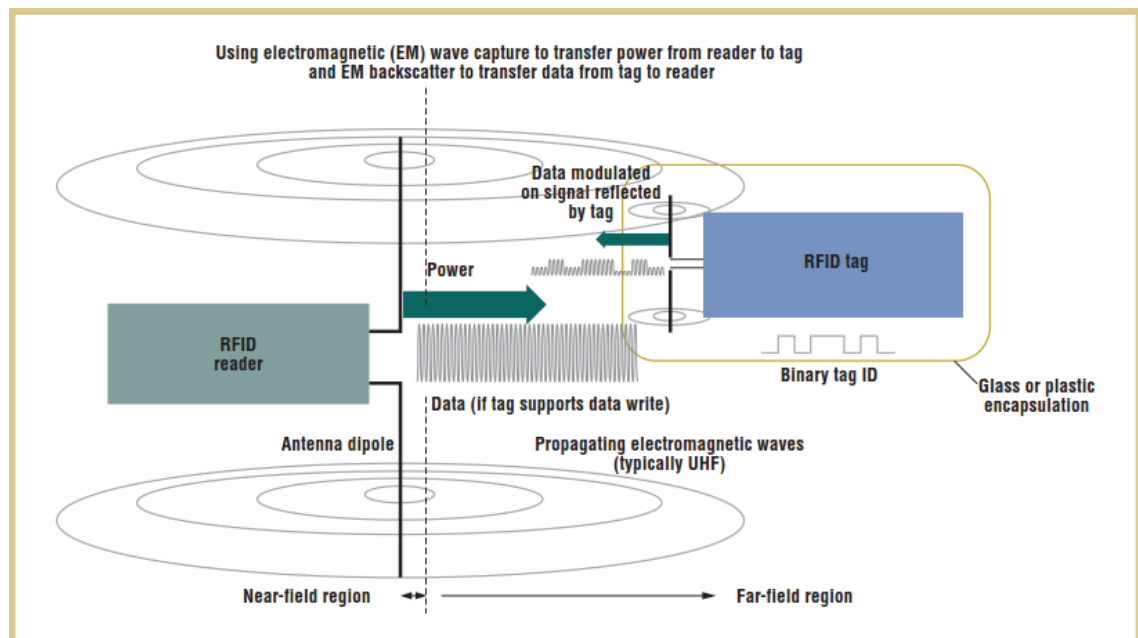 Using electromagnetic (EM) wave capture to transfer power from reader to tag
and EM backscatter to transfer data from tag to reader
Data modulated
on signal reflected
by tag
RFID tag
Power
RFID
reader
Binary tag ID
Glass or plastic
encapsulation
Data (if tag supports data write)
Antenna dipole
Propagating electromagnetic waves
(typically UHF)
Near-field region
Far-field region